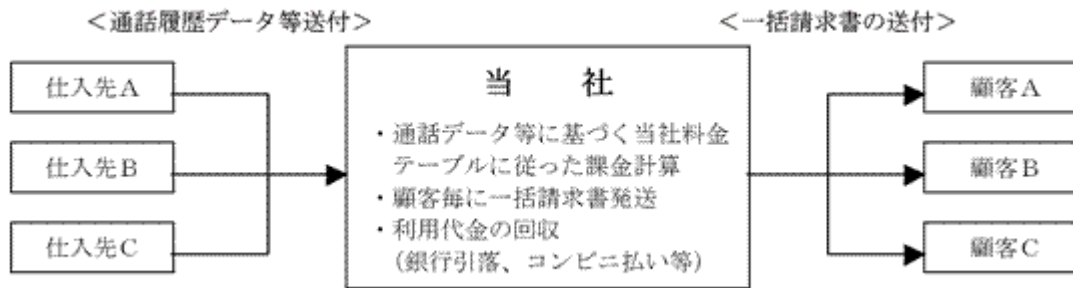 ＜通話履歴データ等送付＞
＜一括請求書の送付＞
仕入先A
仕入先B
仕入先C
当　　社
・通話データ等に基づく当社料金
テーブルに従った課金計算
・顧客毎に一括請求書発送
・利用代金の回収
（銀行引落、コンビニ払い等）
顧客A
顧客B
顧客C